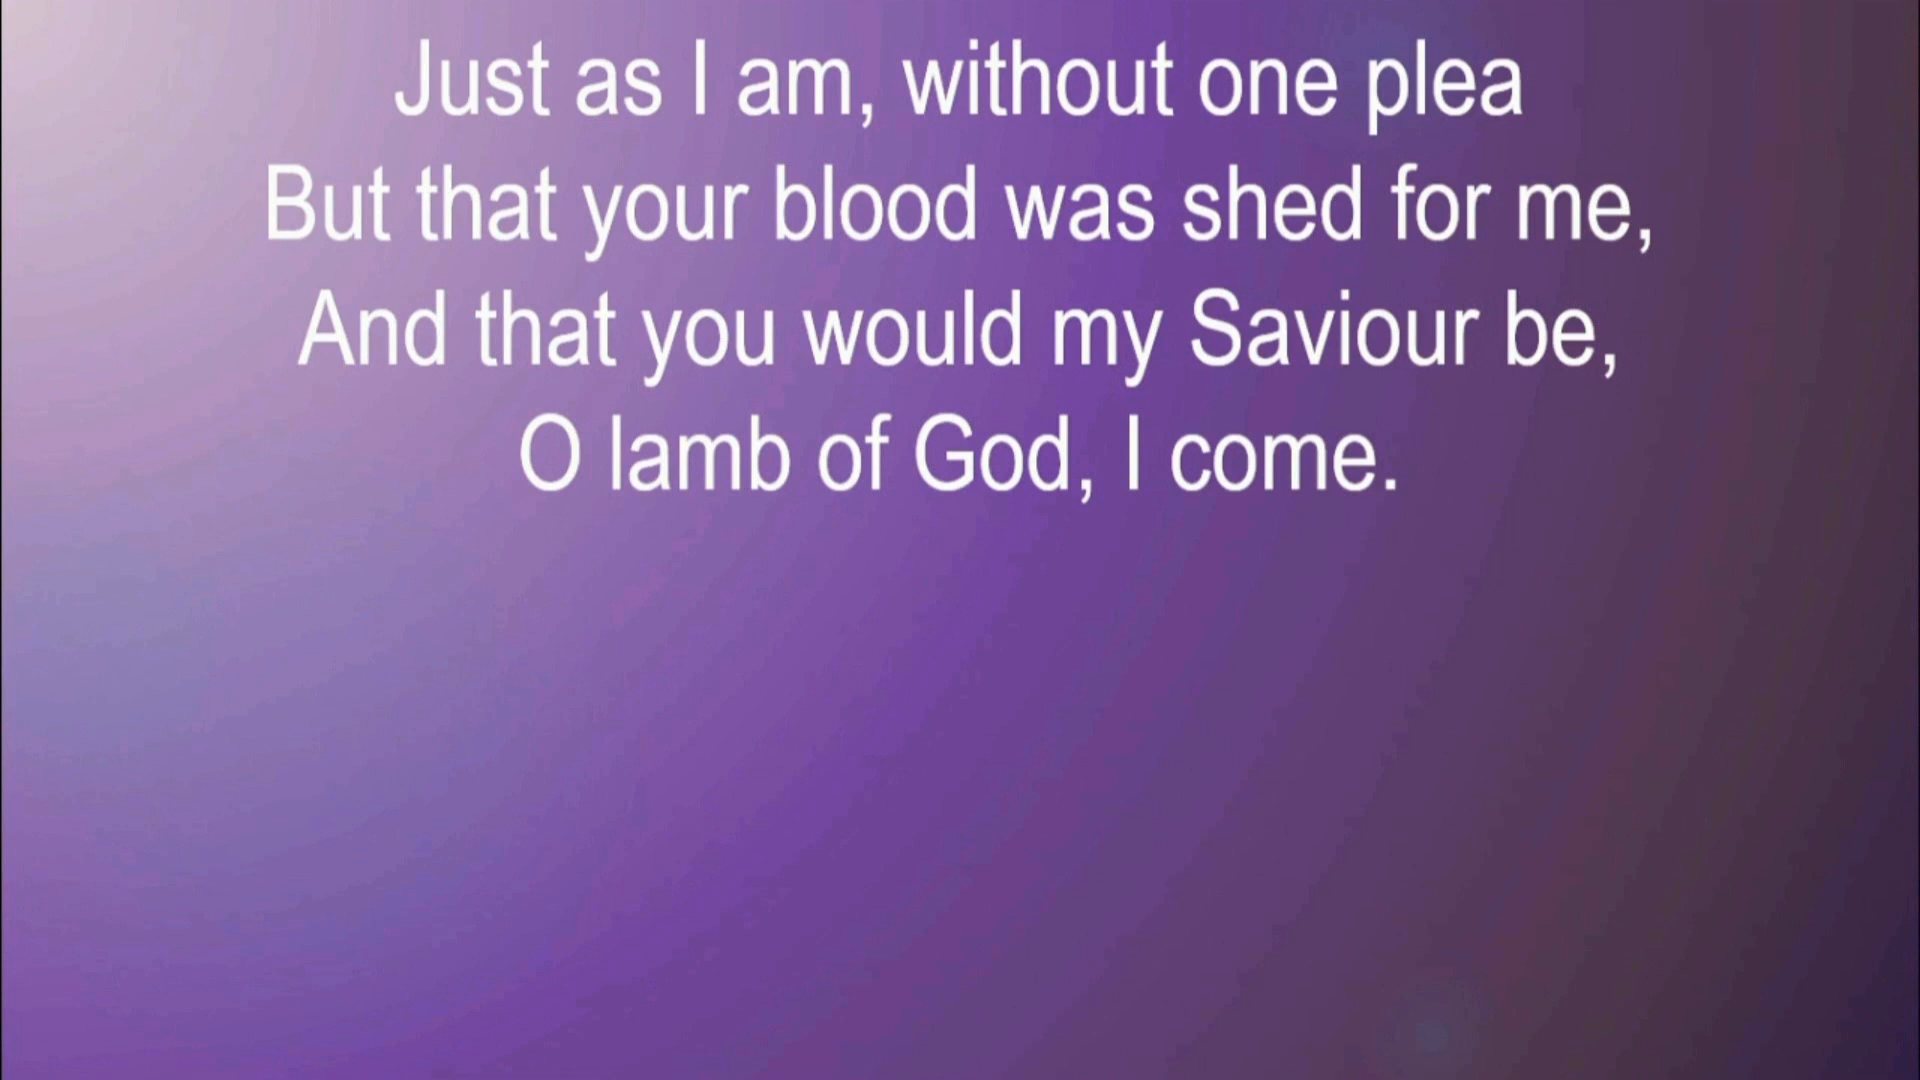 Just as I am, without one plea
But that your blood was shed for me,
And that you would my Saviour be,
O lamb of God, I come.